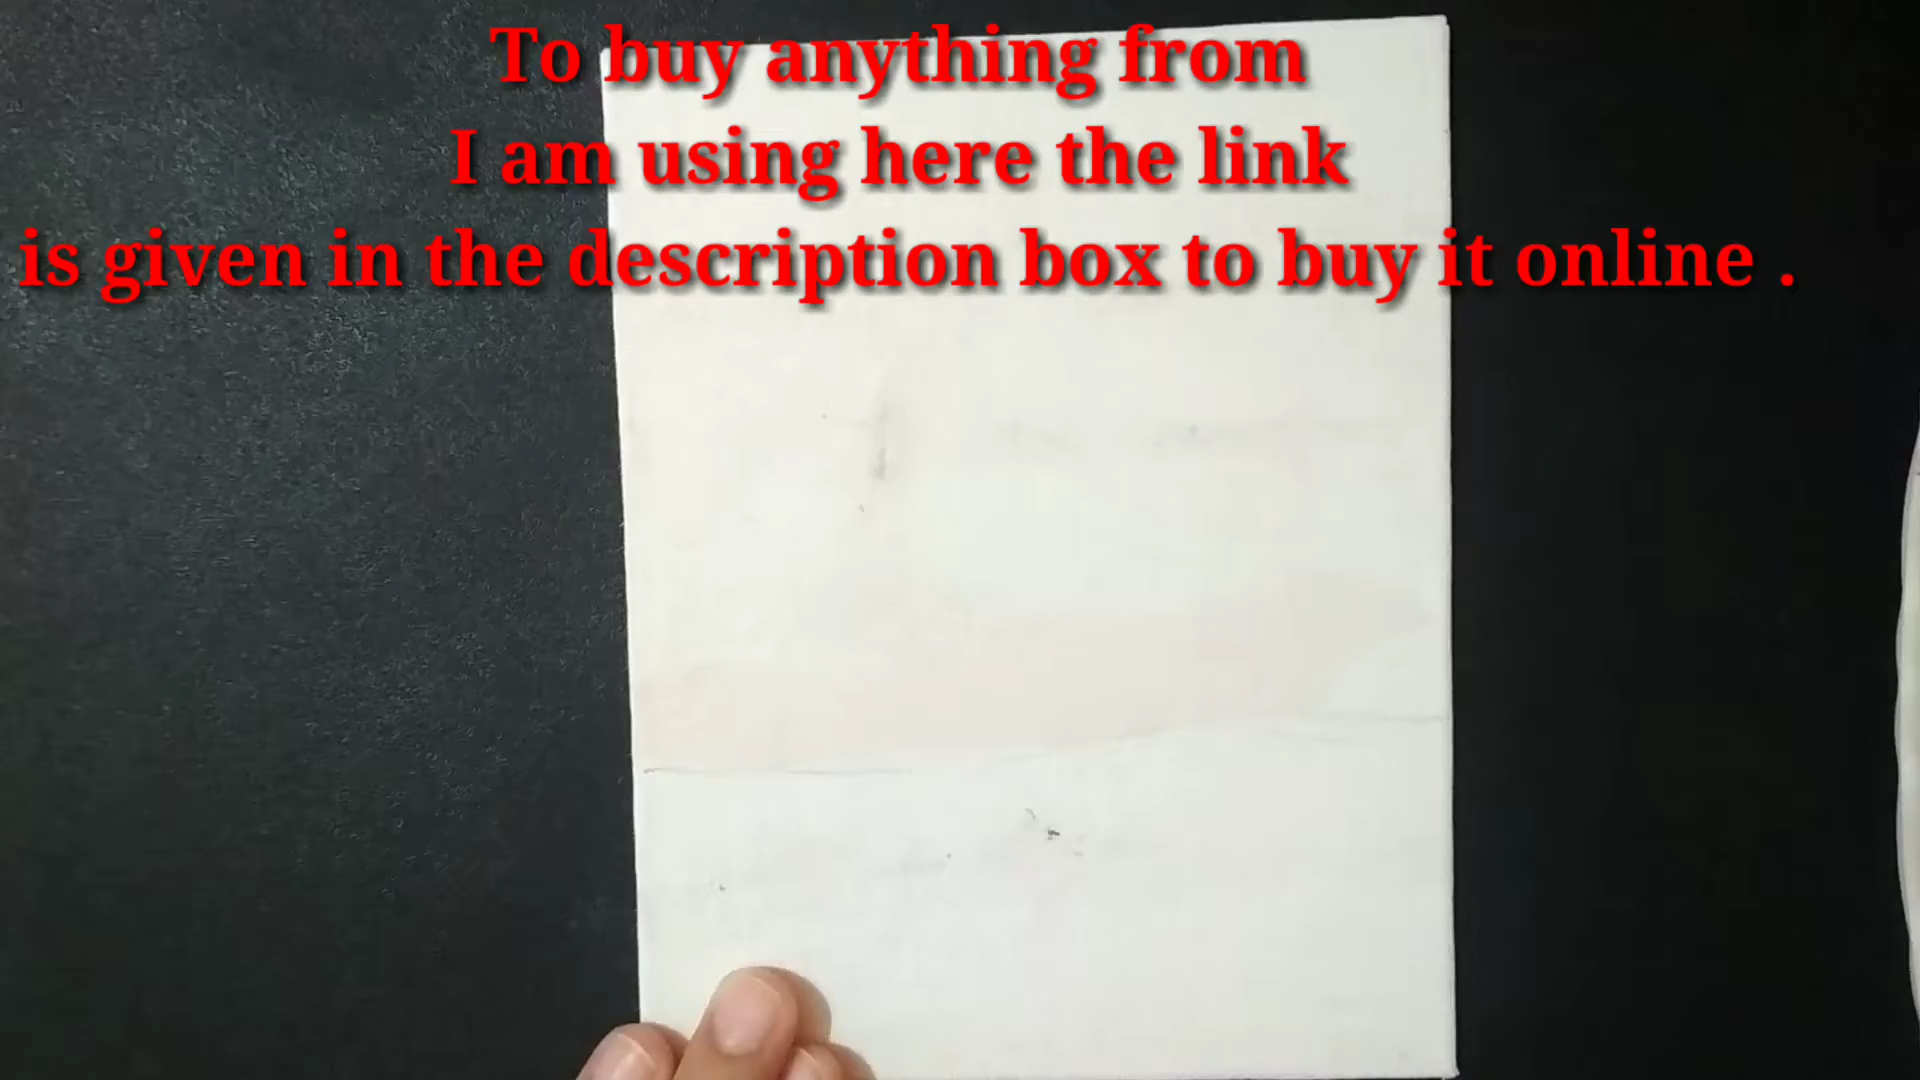 To buy anything from
I am using here the link
is given in the description box to buy it online .